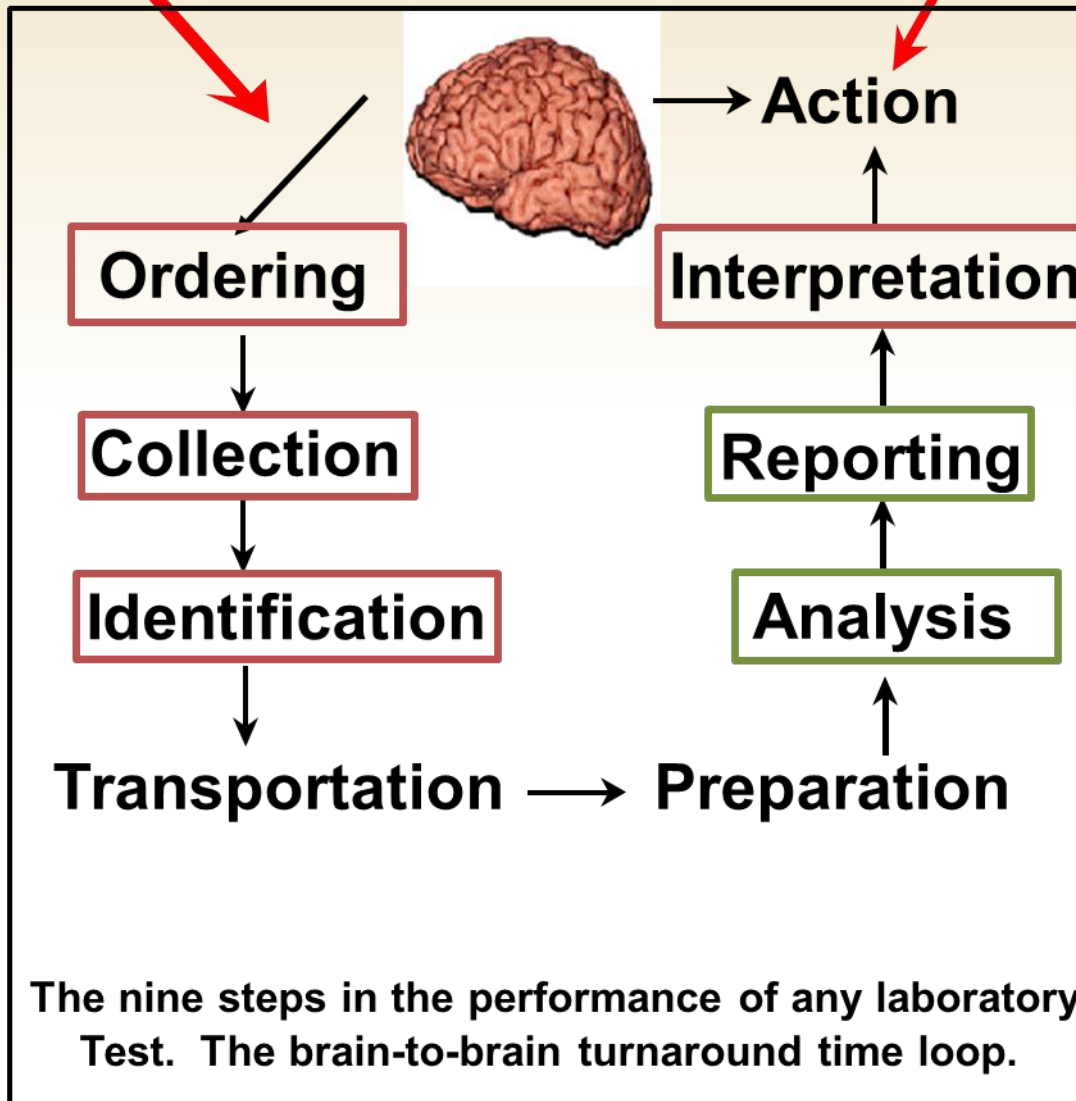 Action
Ordering
Interpretation
Collection
Reporting
Identification
Analysis
Transportation
Preparation
The nine steps in the performance of any laboratory
Test. The brain-to-brain turnaround time loop.